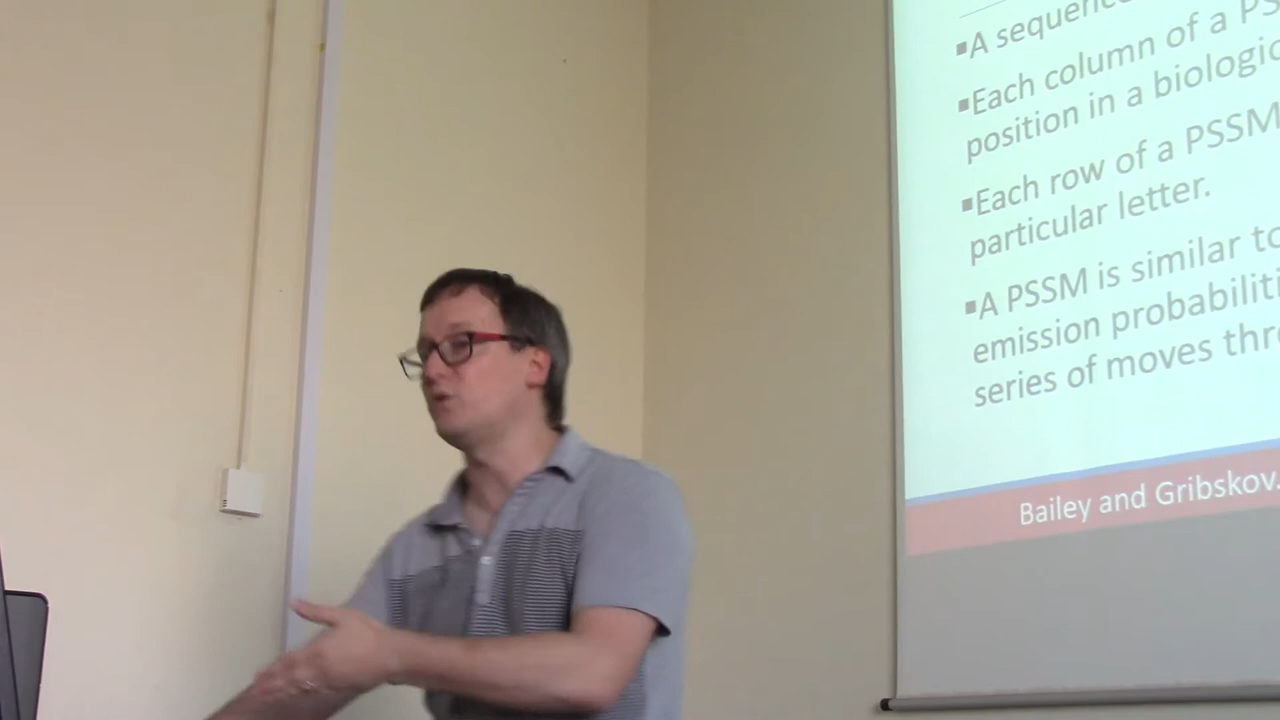 ▪A sequence
▪Each column of a PS
position in a biologic
▪Each row of a PSSM
particular letter.
▪A PSSM is similar to
emission probabiliti
series of moves thr
Bailey and Gribskov.